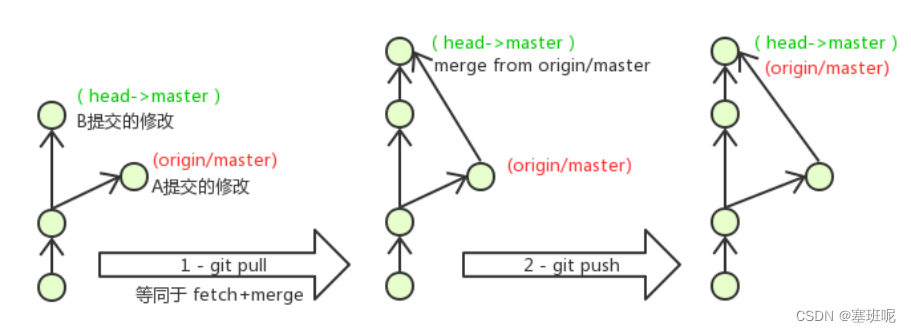 ( head->master )
B提交的修改
(origin/master)
A提交的修改
1 - git pull
等同于 fetch+merge
( head->master )
merge from origin/master
(origin/master)
2 - git push
( head->master )
(origin/master)
CSDN @塞班呢